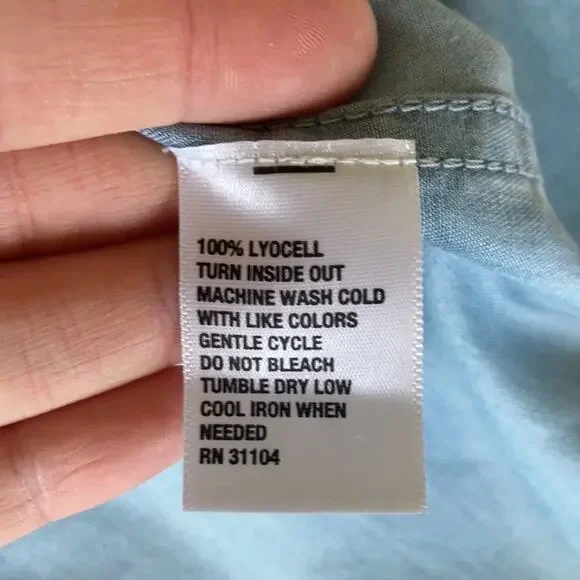 100% LYOCELL
TURN INSIDE OUT
MACHINE WASH COLD
WITH LIKE COLORS
GENTLE CYCLE
DO NOT BLEACH
TUMBLE DRY LOW
COOL IRON WHEN
NEEDED
RN 31104